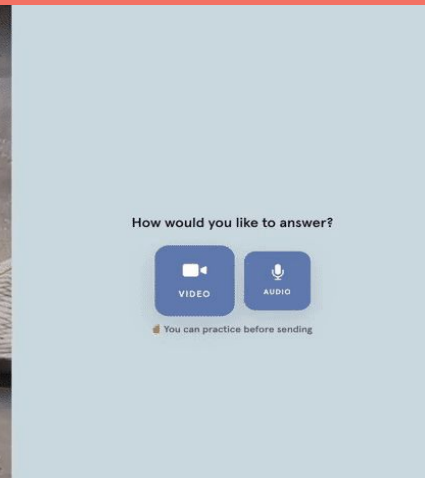 How would you like to answer?
VIDEO
AUDIO
✌🏽 You can practice before sending